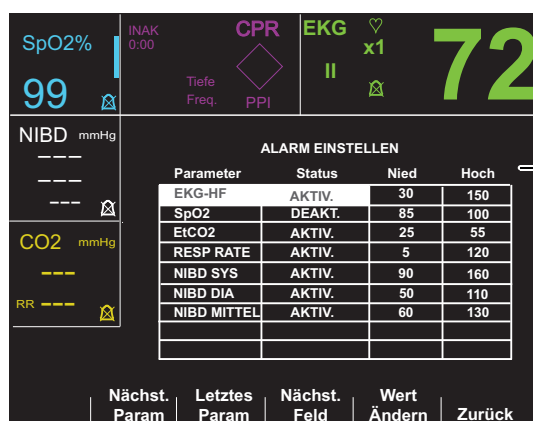 SpO2%
99
INAK
0:00
CPR
Tiefe
Freq.
PPI
EKG
x1
II
72
NIBD mmHg
---
---
---
CO2 mmHg
---
RR ---
ALARM EINSTELLEN
Parameter Status Nied Hoch
EKG-HF AKTIV. 30 150
SpO2 DEAKT. 85 100
EtCO2 AKTIV. 25 55
RESP RATE AKTIV. 5 120
NIBD SYS AKTIV. 90 160
NIBD DIA AKTIV. 50 110
NIBD MITTEL AKTIV. 60 130
Nächst. Param
Letztes Param
Nächst. Feld
Wert Ändern
Zurück